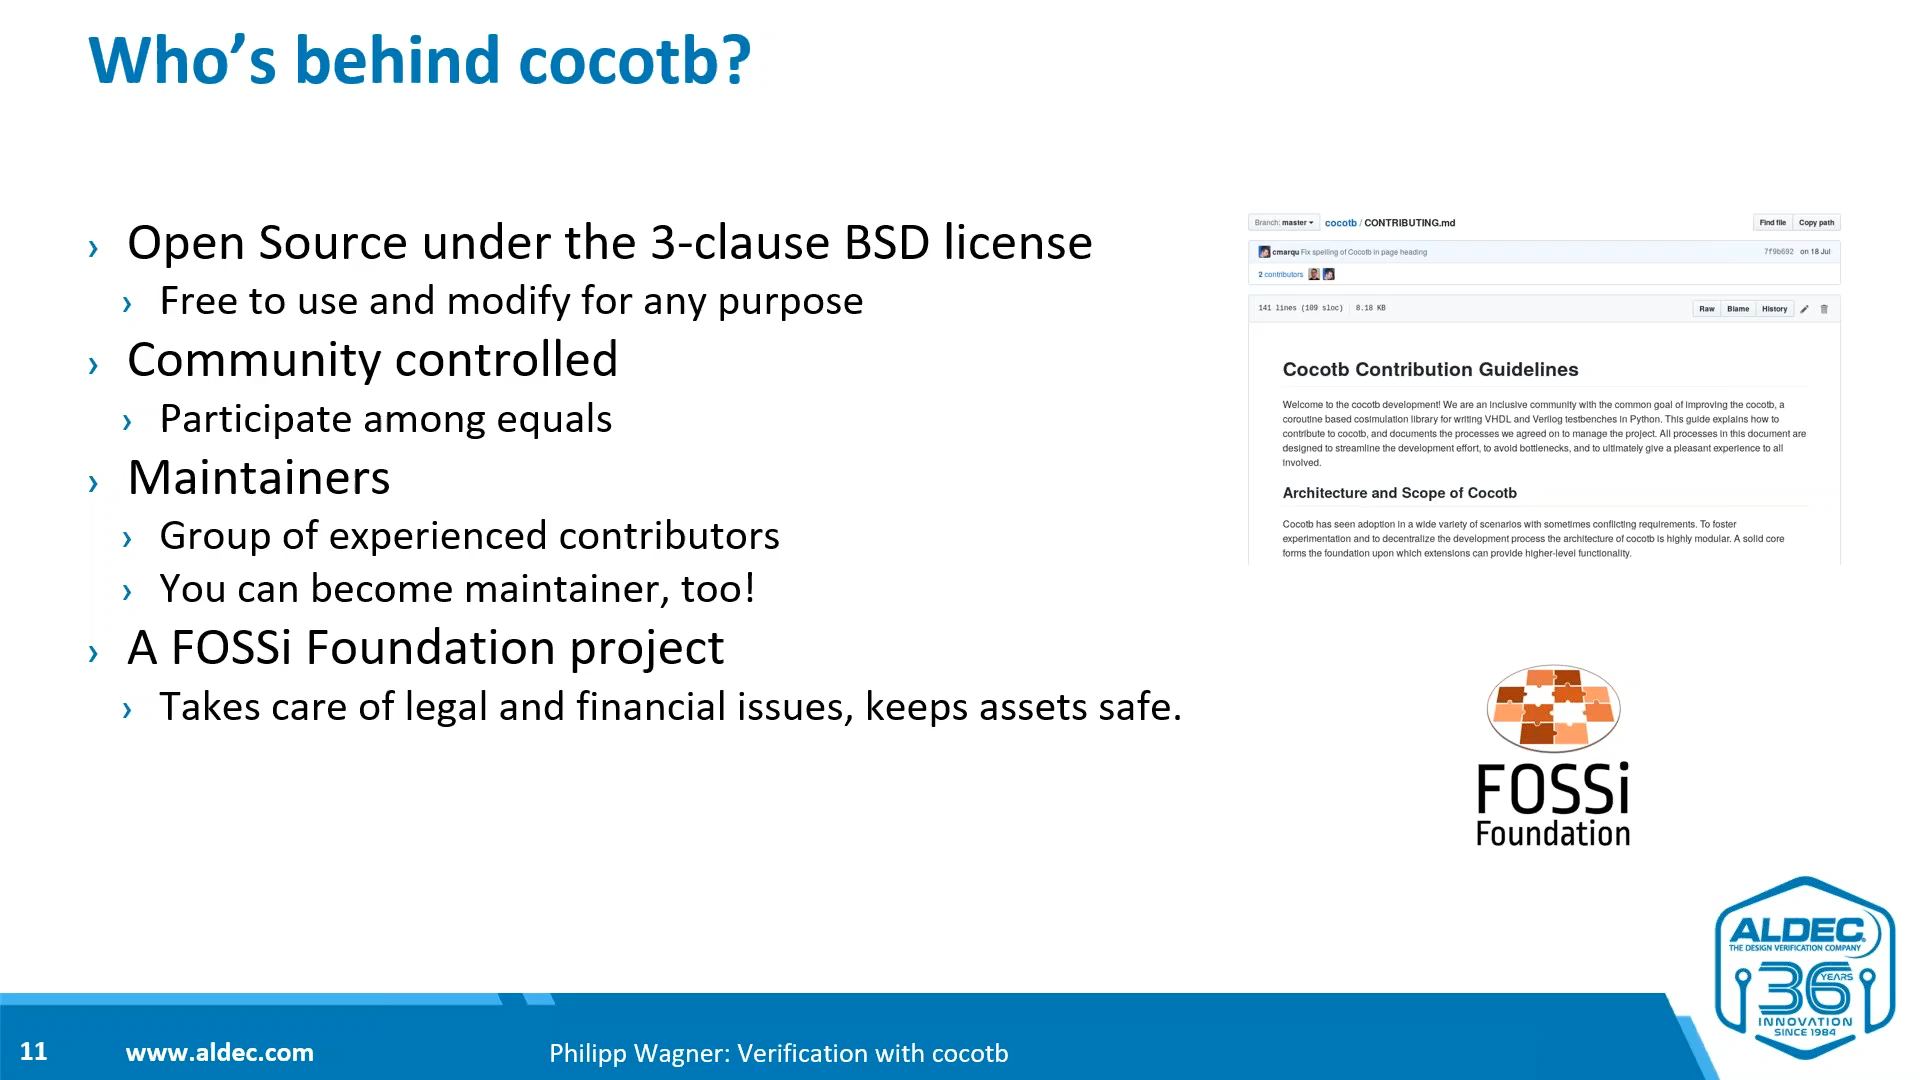 Who’s behind cocotb?
› Open Source under the 3-clause BSD license
› Free to use and modify for any purpose
› Community controlled
› Participate among equals
› Maintainers
› Group of experienced contributors
› You can become maintainer, too!
› A FOSSi Foundation project
› Takes care of legal and financial issues, keeps assets safe.
Branch: master cocotb / CONTRIBUTING.md Find file Copy path
cmarqu Fix spelling of Cocotb in page heading 7f9b692 on 18 Jul
2 contributors
141 lines (109 sloc) 8.18 KB Raw Blame History
Cocotb Contribution Guidelines
Welcome to the cocotb development! We are an inclusive community with the common goal of improving the cocotb, a
coroutine based cosimulation library for writing VHDL and Verilog testbenches in Python. This guide explains how to
contribute to cocotb, and documents the processes we agreed on to manage the project. All processes in this document are
designed to streamline the development effort, to avoid bottlenecks, and to ultimately give a pleasant experience to all
involved.
Architecture and Scope of Cocotb
Cocotb has seen adoption in a wide variety of scenarios with sometimes conflicting requirements. To foster
experimentation and to decentralize the development process the architecture of cocotb is highly modular. A solid core
forms the foundation upon which extensions can provide higher-level functionality.
FOSSi
Foundation
ALDEC®
THE DESIGN VERIFICATION COMPANY
36 YEARS
INNOVATION
SINCE 1984
11 www.aldec.com Philipp Wagner: Verification with cocotb